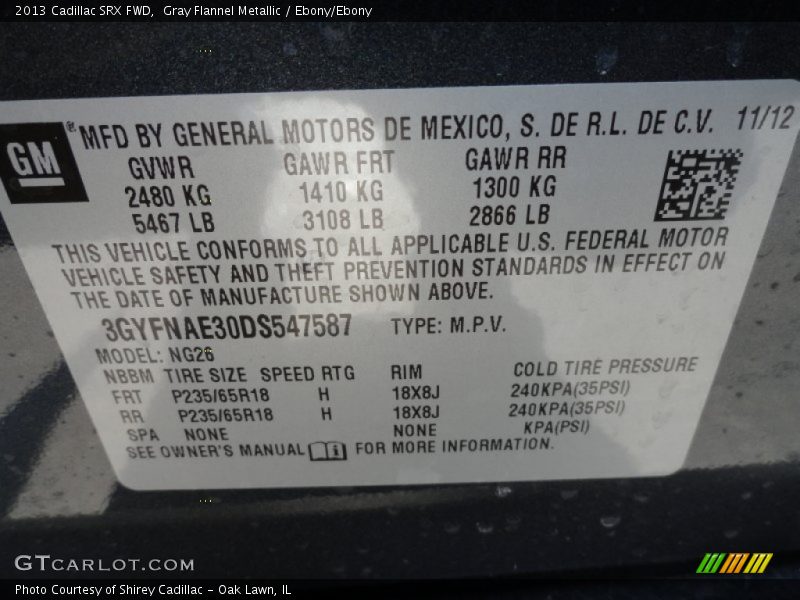 2013 Cadillac SRX FWD, Gray Flannel Metallic / Ebony/Ebony
GM® MFD BY GENERAL MOTORS DE MEXICO, S. DE R.L. DE C.V. 11/12
GVWR GAWR FRT GAWR RR
2480 KG 1410 KG 1300 KG
5467 LB 3108 LB 2866 LB
THIS VEHICLE CONFORMS TO ALL APPLICABLE U.S. FEDERAL MOTOR
VEHICLE SAFETY AND THEFT PREVENTION STANDARDS IN EFFECT ON
THE DATE OF MANUFACTURE SHOWN ABOVE.
3GYFNAE30DS547587 TYPE: M.P.V.
MODEL: NG26
NBBM TIRE SIZE SPEED RTG RIM COLD TIRE PRESSURE
FRT P235/65R18 H 18X8J 240KPA(35PSI)
RR P235/65R18 H 18X8J 240KPA(35PSI)
SPA NONE NONE KPA(PSI)
SEE OWNER'S MANUAL FOR MORE INFORMATION.
GTCARLOT.COM
Photo Courtesy of Shirey Cadillac - Oak Lawn, IL